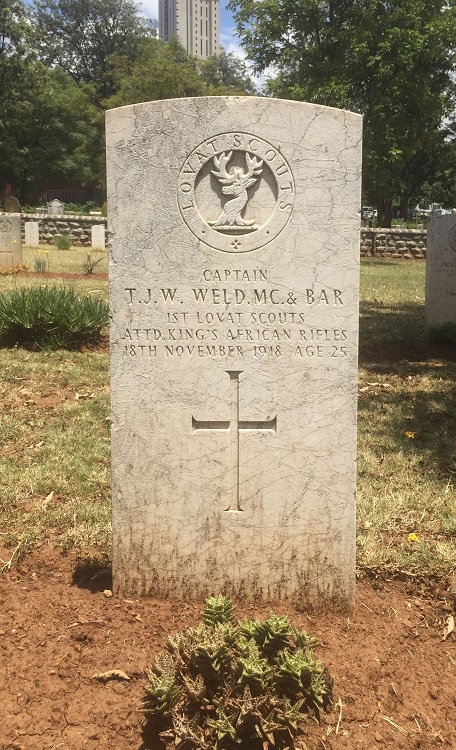 LOVAT SCOUTS
CAPTAIN
T.J.W. WELD. MC. & BAR
1ST LOVAT SCOUTS
ATTD. KING'S AFRICAN RIFLES
18TH NOVEMBER 1918 AGE 25